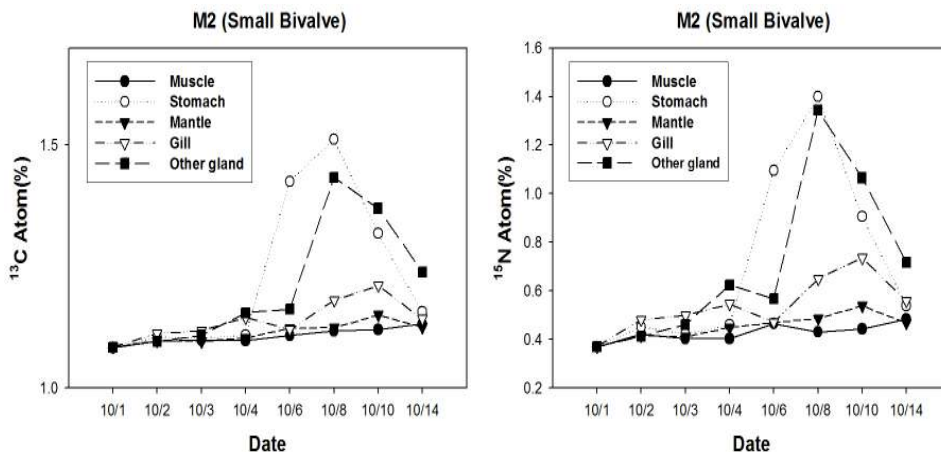 M2 (Small Bivalve)
Muscle
Stomach
Mantle
Gill
Other gland
¹³C Atom(%)
1.5
1.0
10/1 10/2 10/3 10/4 10/6 10/8 10/10 10/14
Date
M2 (Small Bivalve)
Muscle
Stomach
Mantle
Gill
Other gland
¹⁵N Atom(%)
1.6
1.4
1.2
1.0
0.8
0.6
0.4
0.2
10/1 10/2 10/3 10/4 10/6 10/8 10/10 10/14
Date